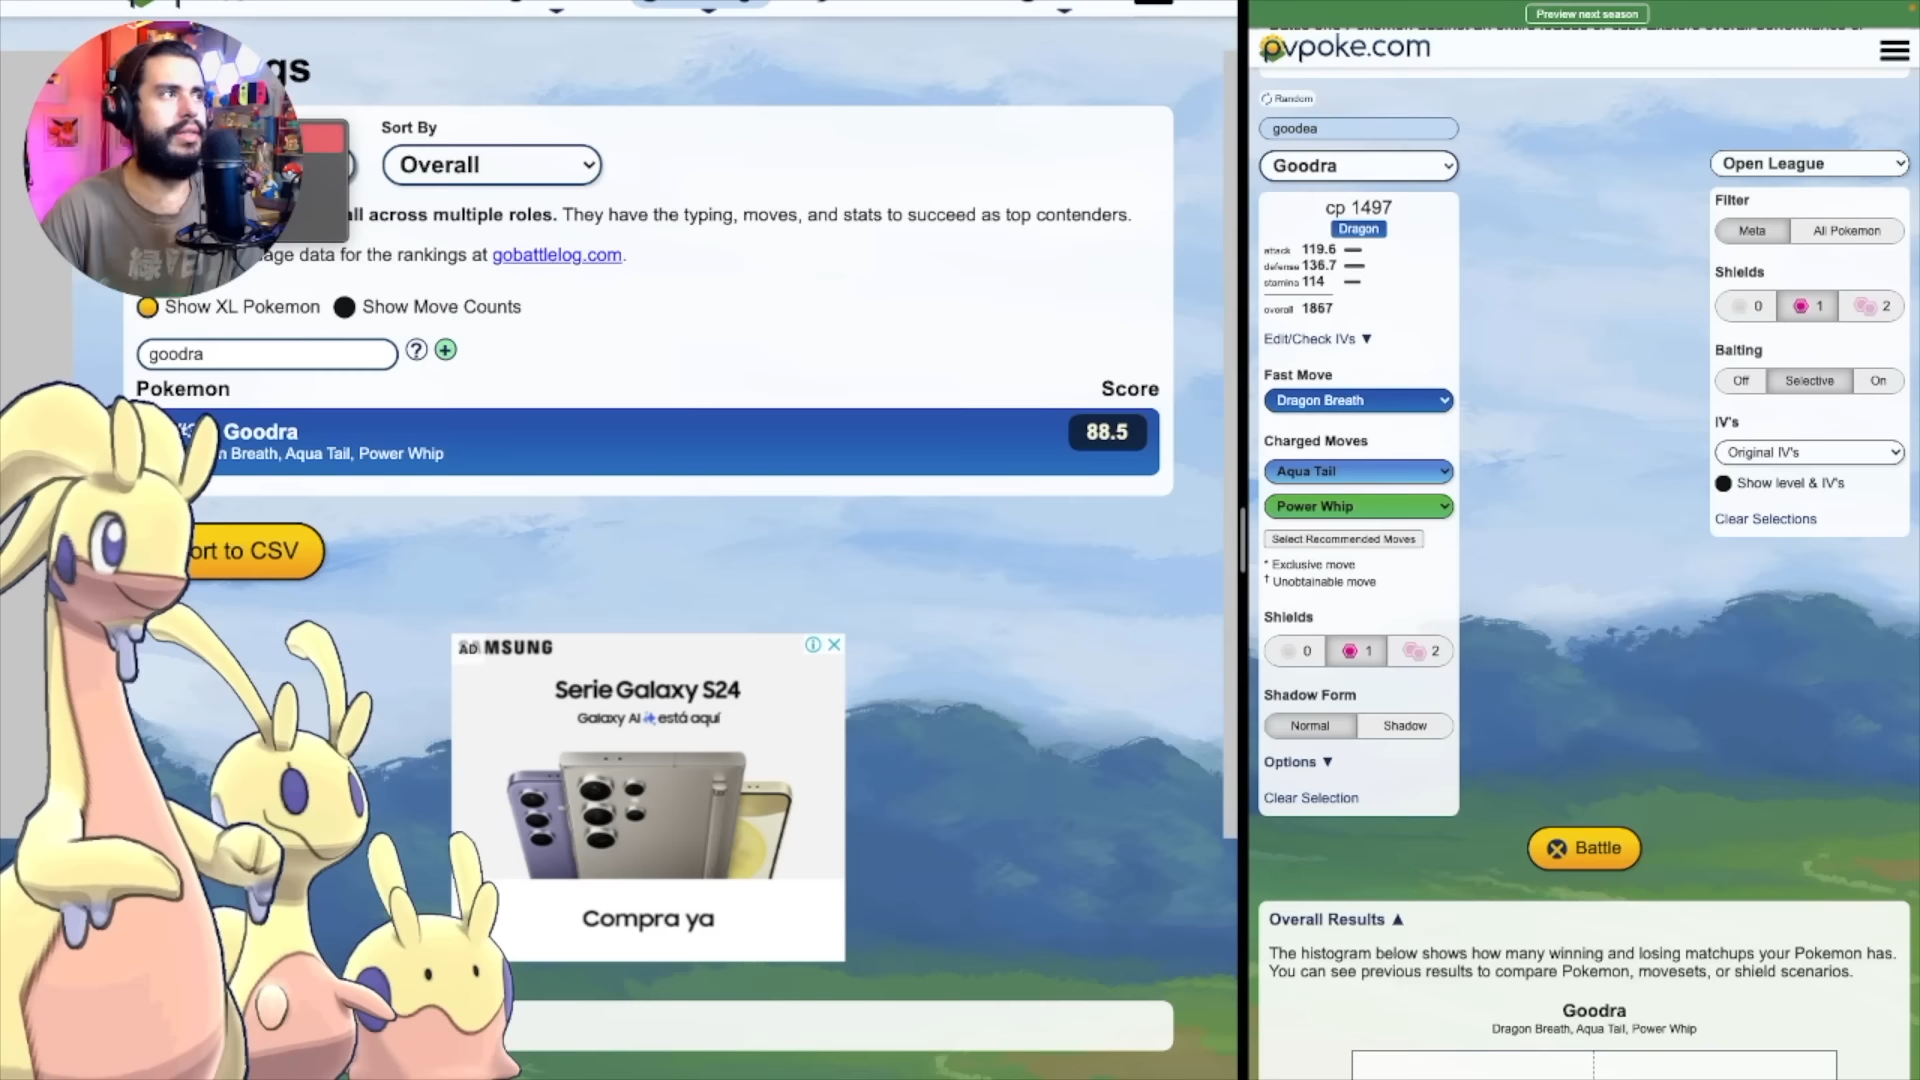 gs
Sort By
Overall
all across multiple roles. They have the typing, moves, and stats to succeed as top contenders.
age data for the rankings at gobattlelog.com.
Show XL Pokemon
Show Move Counts
goodra
?
+
Pokemon
Score
Goodra
88.5
n Breath, Aqua Tail, Power Whip
ort to CSV
AD
MSUNG
Serie Galaxy S24
Galaxy AI está aquí
Compra ya
Preview next season
pvpoke.com
Random
goodea
Goodra
cp 1497
Dragon
attack 119.6
defense 136.7
stamina 114
overall 1867
Edit/Check IVs ▼
Fast Move
Dragon Breath
Charged Moves
Aqua Tail
Power Whip
Select Recommended Moves
* Exclusive move
† Unobtainable move
Shields
0
1
2
Shadow Form
Normal
Shadow
Options ▼
Clear Selection
Open League
Filter
Meta
All Pokemon
Shields
0
1
2
Baiting
Off
Selective
On
IV's
Original IV's
Show level & IV's
Clear Selections
Battle
Overall Results ▲
The histogram below shows how many winning and losing matchups your Pokemon has.
You can see previous results to compare Pokemon, movesets, or shield scenarios.
Goodra
Dragon Breath, Aqua Tail, Power Whip